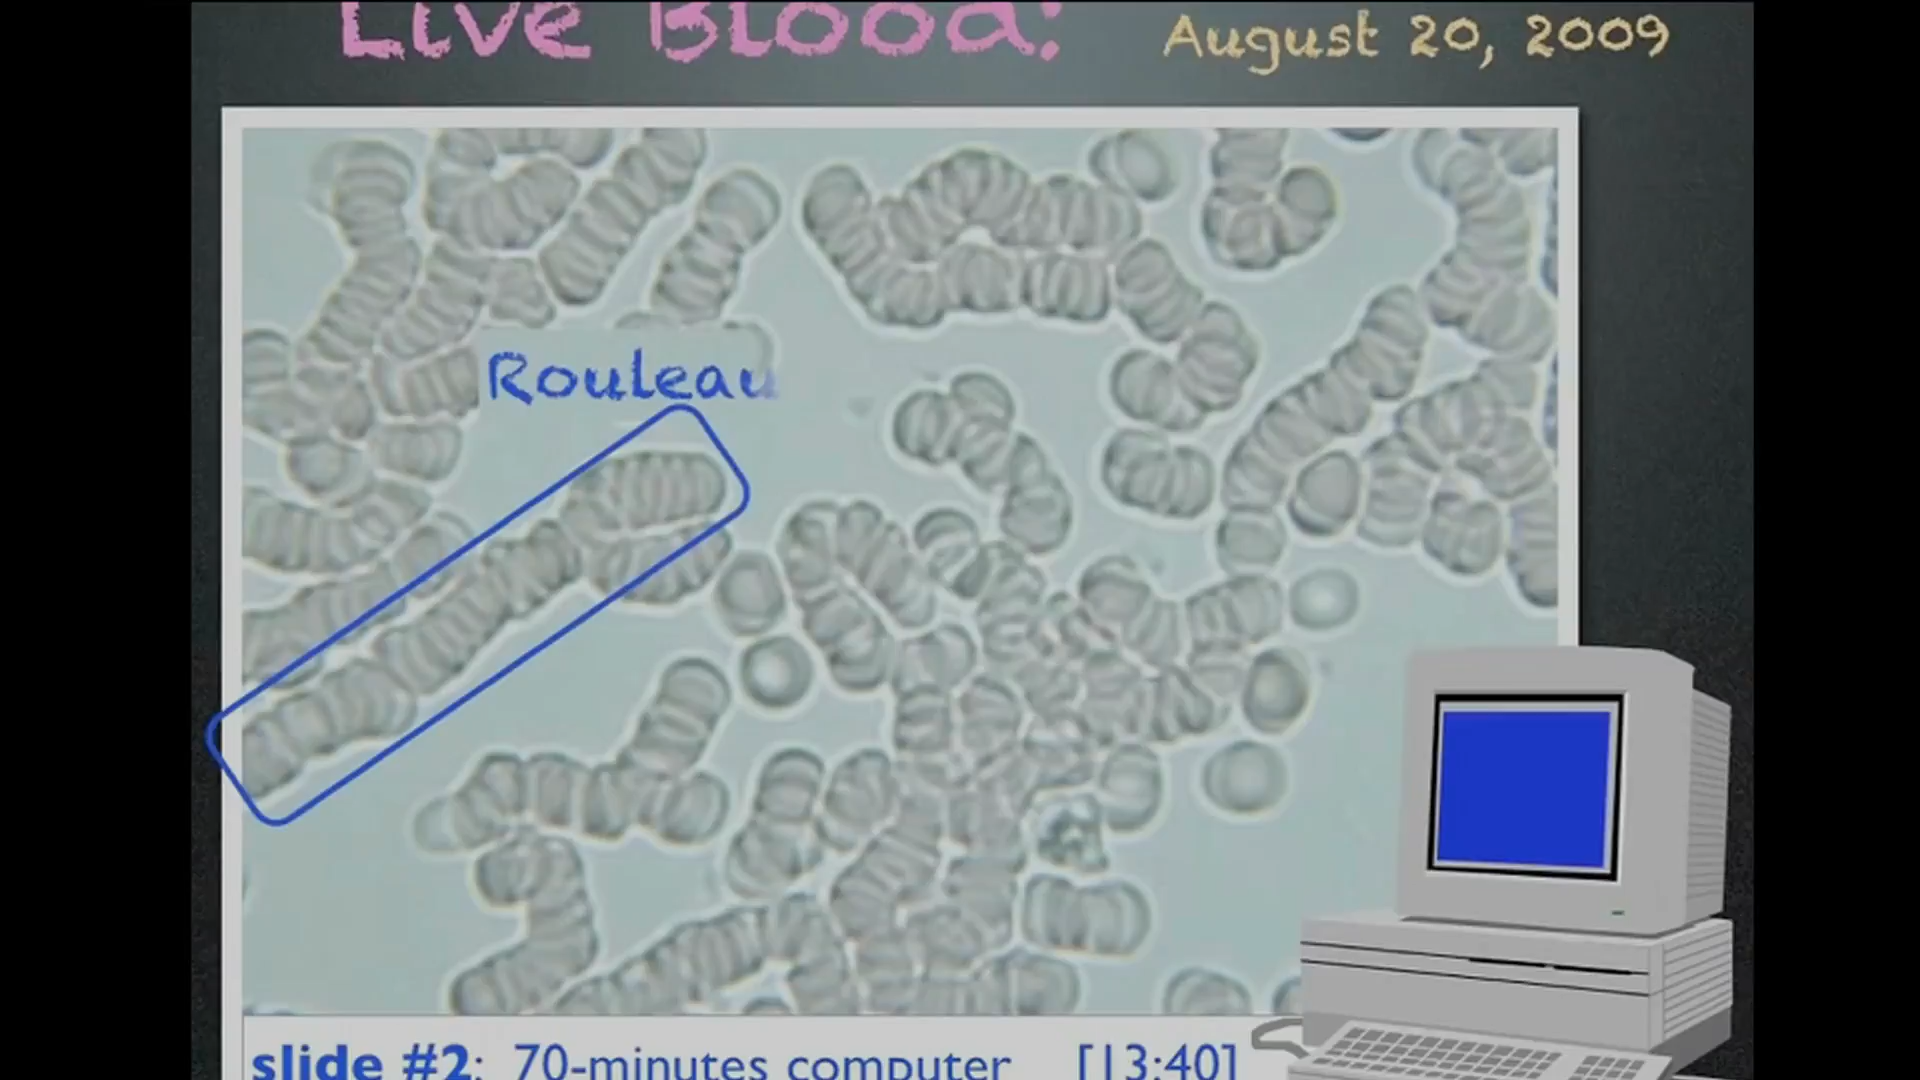 Live Blood:
August 20, 2009
Rouleau
slide #2: 70-minutes computer [13:40]